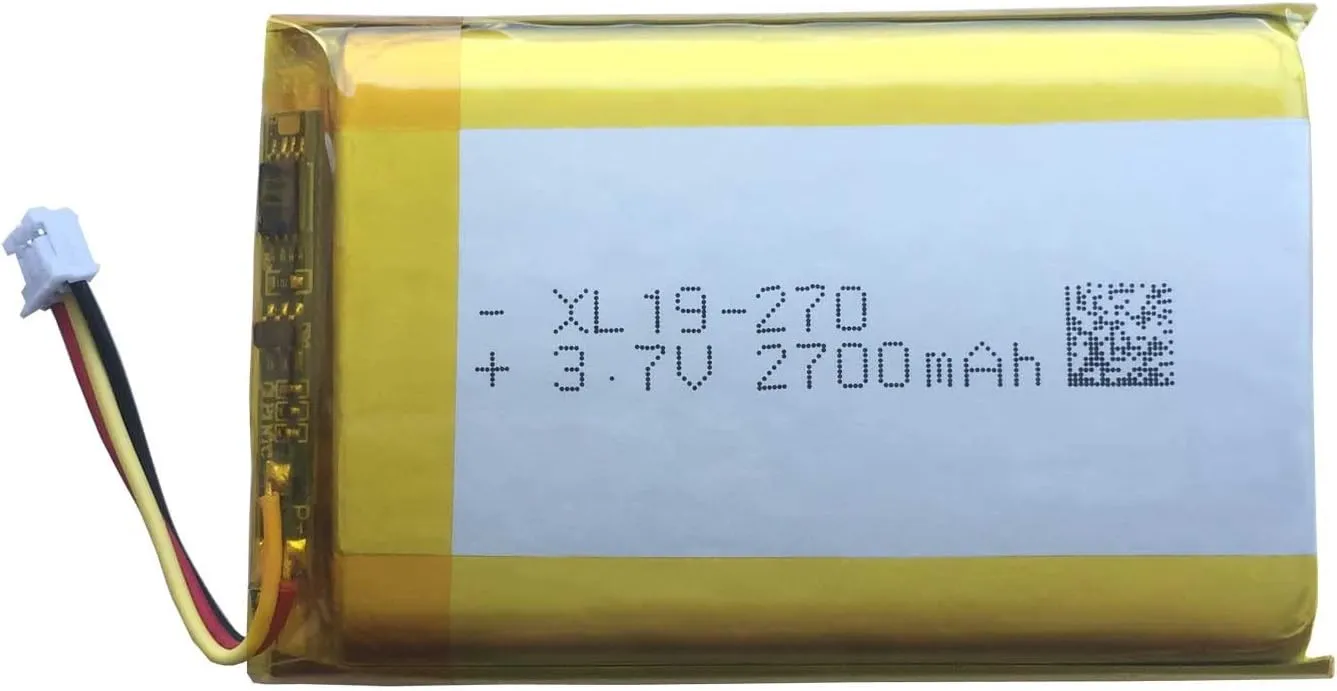 - XL19-270
+ 3.7V 2700mAh
P+